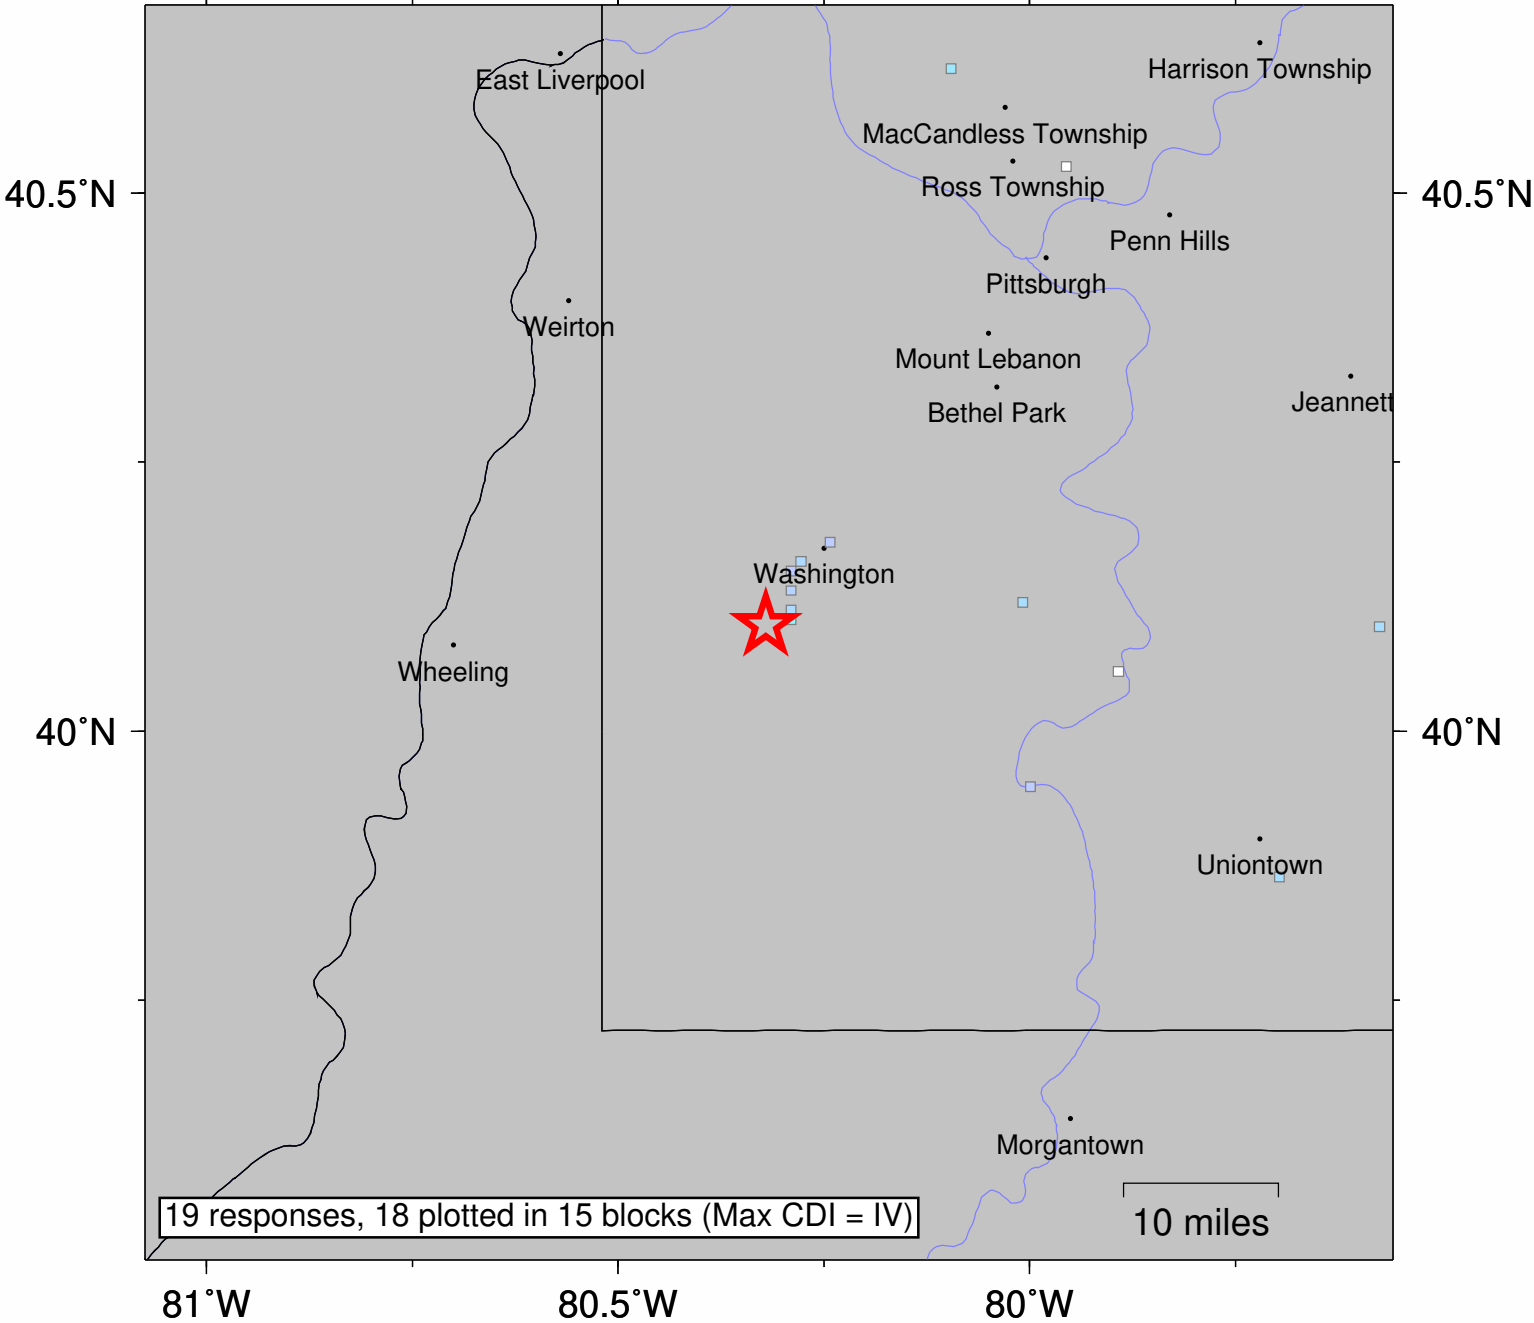 East Liverpool
Harrison Township
MacCandless Township
40.5°N
40.5°N
Ross Township
Penn Hills
Pittsburgh
Weirton
Mount Lebanon
Jeannett
Bethel Park
Washington
Wheeling
40°N
40°N
Uniontown
Morgantown
19 responses, 18 plotted in 15 blocks (Max CDI = IV)
10 miles
81°W
80.5°W
80°W